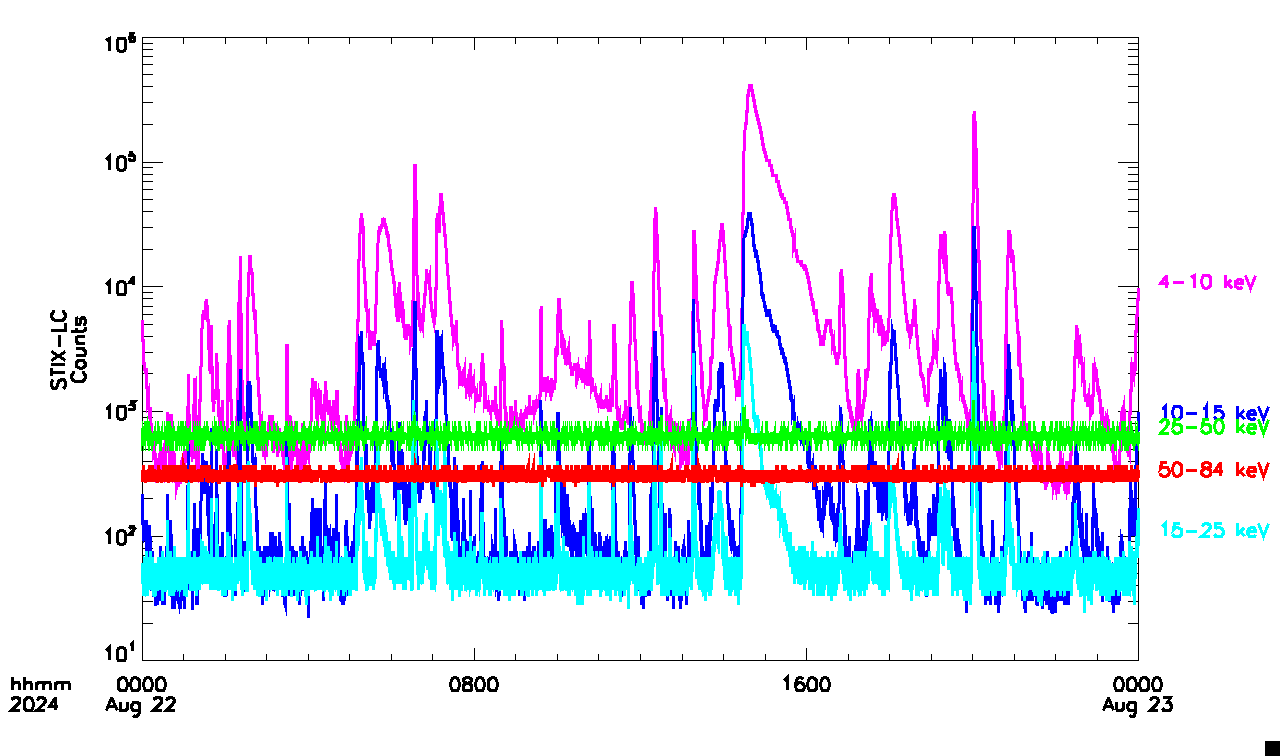 10⁶
10⁵
10⁴
10³
10²
10¹
STIX-LC
Counts
4-10 keV
10-15 keV
25-50 keV
50-84 keV
15-25 keV
hhmm 0000 0800 1600 0000
2024 Aug 22 Aug 23